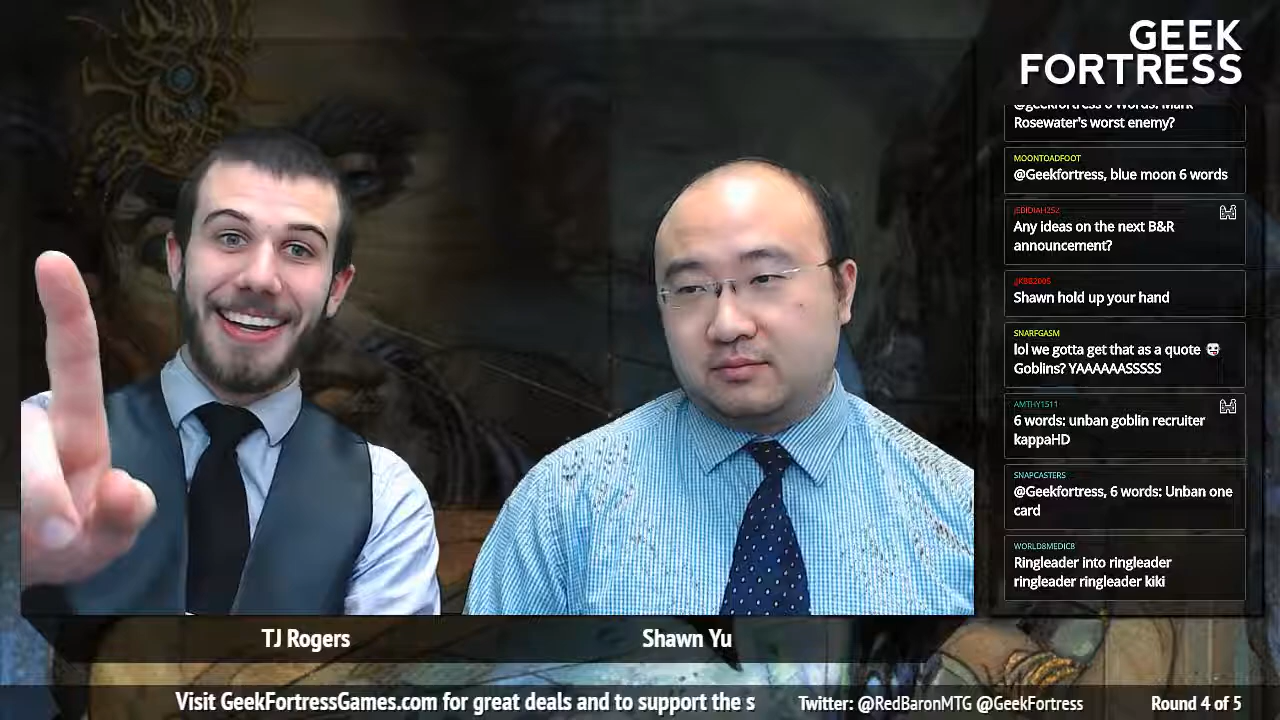 GEEK
FORTRESS
@geekfortress 6 Words: Mark
Rosewater's worst enemy?
MOONTOADFOOT
@Geekfortress, blue moon 6 words
JEDIDIAH252
Any ideas on the next B&R
announcement?
Shawn hold up your hand
SNARFGASM
lol we gotta get that as a quote
Goblins? YAAAAAASSSSS
AMTHY1511
6 words: unban goblin recruiter
kappaHD
SNAPCASTERS
@Geekfortress, 6 words: Unban one
card
WORLD8MEDIC8
Ringleader into ringleader
ringleader ringleader kiki
TJ Rogers
Shawn Yu
Visit GeekFortressGames.com for great deals and to support the s
Twitter: @RedBaronMTG @GeekFortress
Round 4 of 5